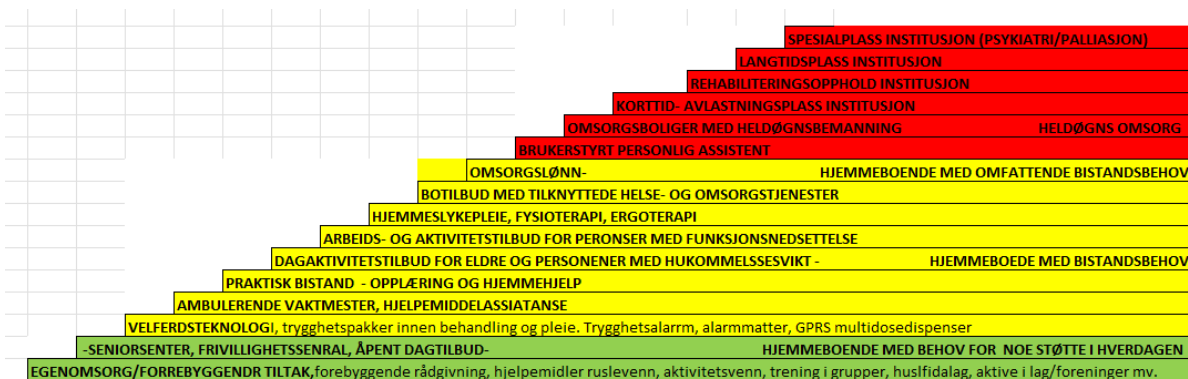 SPESIALPLASS INSTITUSJON (PSYKIATRI/PALLIASJON)
LANGTIDSPLASS INSTITUSJON
REHABILITERINGSOPPHOLD INSTITUSJON
KORTTID- AVLASTNINGSPLASS INSTITUSJON
OMSORGSBOLIGER MED HELDØGNSBEMANNING HELDØGNS OMSORG
BRUKERSTYRT PERSONLIG ASSISTENT
OMSORGSLØNN- HJEMMEBOENDE MED OMFATTENDE BISTANDSBEHOV
BOTILBUD MED TILKNYTTEDE HELSE- OG OMSORGSTJENESTER
HJEMMESLYKEPLEIE, FYSIOTERAPI, ERGOTERAPI
ARBEIDS- OG AKTIVITETSTILBUD FOR PERONSER MED FUNKSJONSNEDSETTELSE
DAGAKTIVITETSTILBUD FOR ELDRE OG PERSONENER MED HUKOMMELSSESVIKT - HJEMMEBOEDE MED BISTANDSBEHOV
PRAKTISK BISTAND - OPPLÆRING OG HJEMMEHJELP
AMBULERENDE VAKTMESTER, HJELPEMIDDELASSIATANSE
VELFERDSTEKNOLOGI, trygghetspakker innen behandling og pleie. Trygghetsalarrm, alarmmatter, GPRS multidosedispenser
-SENIORSENTER, FRIVILLIGHETSSENRAL, ÅPENT DAGTILBUD- HJEMMEBOENDE MED BEHOV FOR NOE STØTTE I HVERDAGEN
EGENOMSORG/FORREBYGGENDR TILTAK,forebyggende rådgivning, hjelpemidler ruslevenn, aktivitetsvenn, trening i grupper, huslfidalag, aktive i lag/foreninger mv.